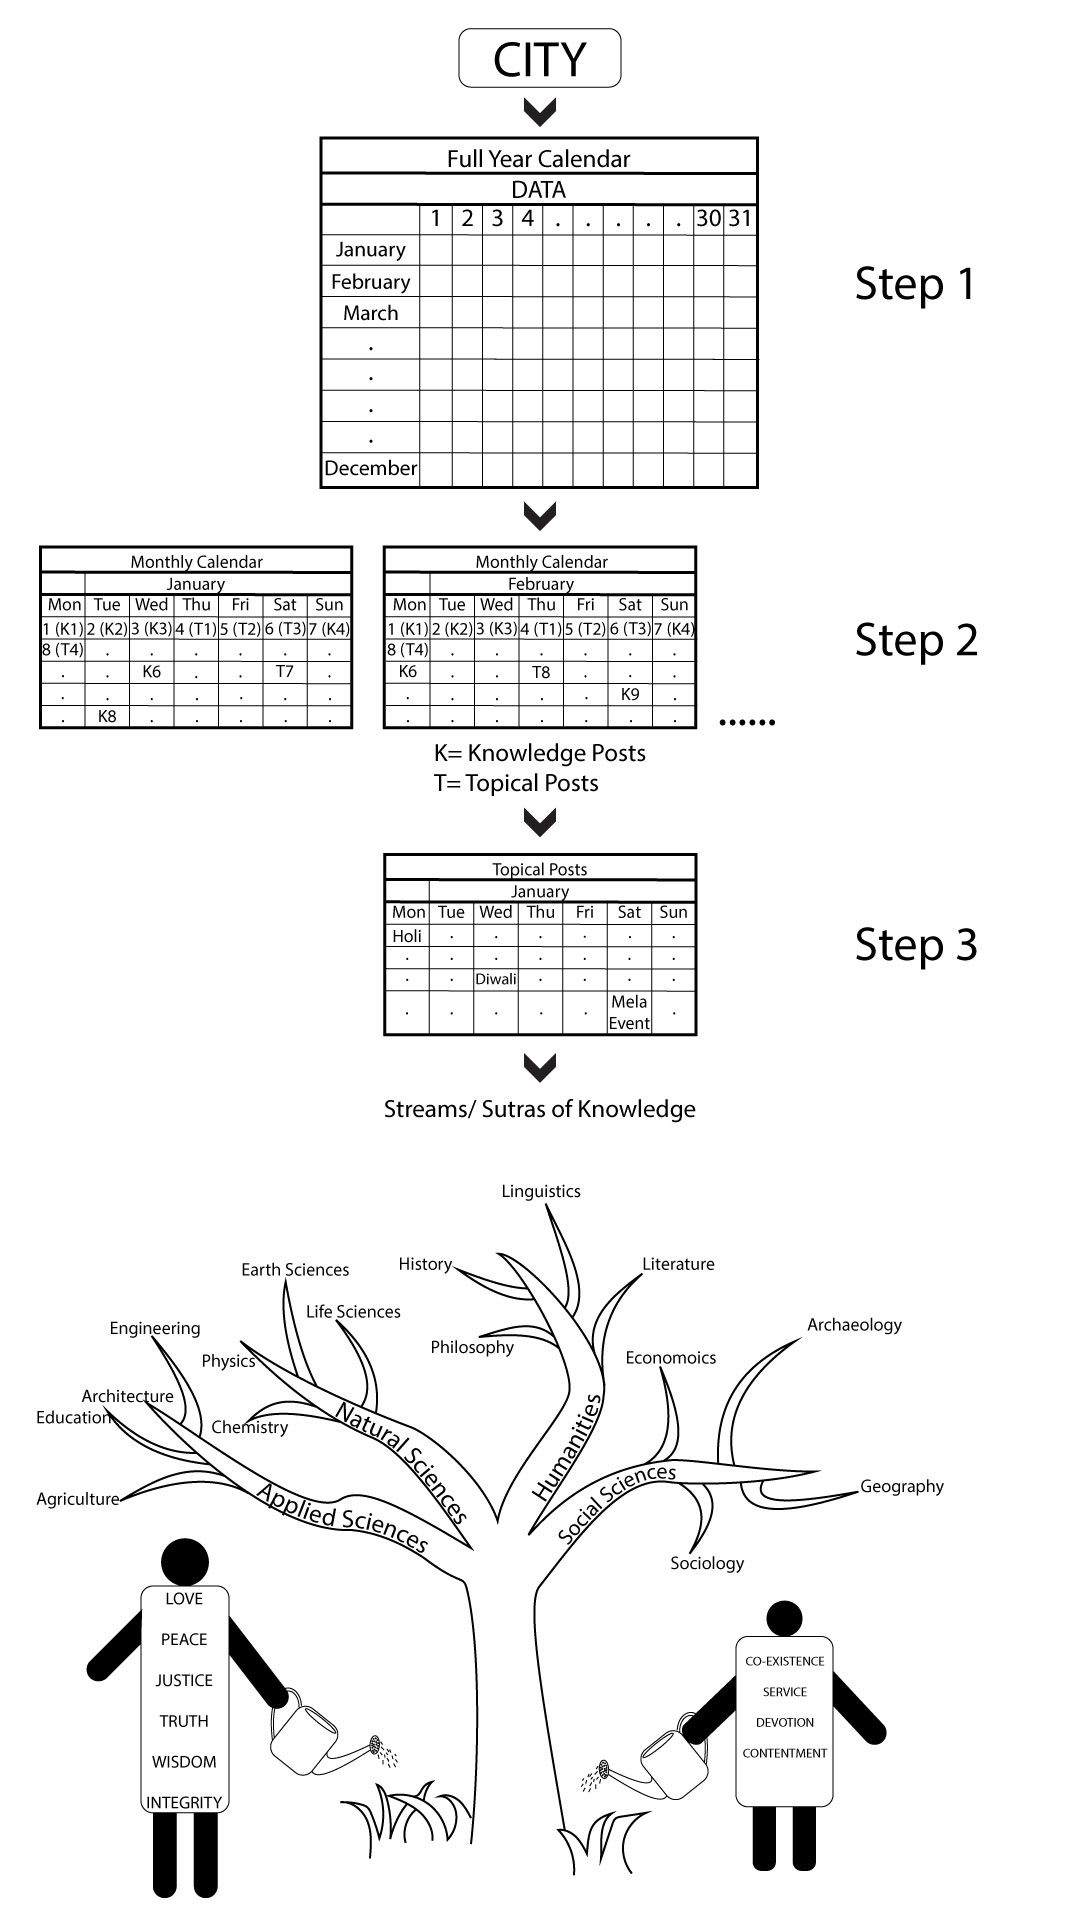 CITY
Full Year Calendar
DATA
1 2 3 4 . . . . . 30 31
January
February
March
.
.
.
.
December
Step 1
Monthly Calendar
January
Mon Tue Wed Thu Fri Sat Sun
1 (K1) 2 (K2) 3 (K3) 4 (T1) 5 (T2) 6 (T3) 7 (K4)
8 (T4) . . . . . .
. . K6 . . T7 .
. . . . . . .
. K8 . . . . .
Monthly Calendar
February
Mon Tue Wed Thu Fri Sat Sun
1 (K1) 2 (K2) 3 (K3) 4 (T1) 5 (T2) 6 (T3) 7 (K4)
8 (T4) . . . . . .
K6 . . T8 . . .
. . . . . K9 .
. . . . . . .
......
Step 2
K= Knowledge Posts
T= Topical Posts
Topical Posts
January
Mon Tue Wed Thu Fri Sat Sun
Holi . . . . . .
. . . . . . .
. . Diwali . . . .
. . . . . Mela .
Event
Step 3
Streams/ Sutras of Knowledge
Linguistics
History
Literature
Earth Sciences
Life Sciences
Engineering
Archaeology
Physics
Philosophy
Economoics
Architecture
Education
Chemistry
Natural Sciences
Humanities
Social Sciences
Geography
Agriculture
Applied Sciences
Sociology
LOVE
PEACE
JUSTICE
TRUTH
WISDOM
INTEGRITY
CO-EXISTENCE
SERVICE
DEVOTION
CONTENTMENT